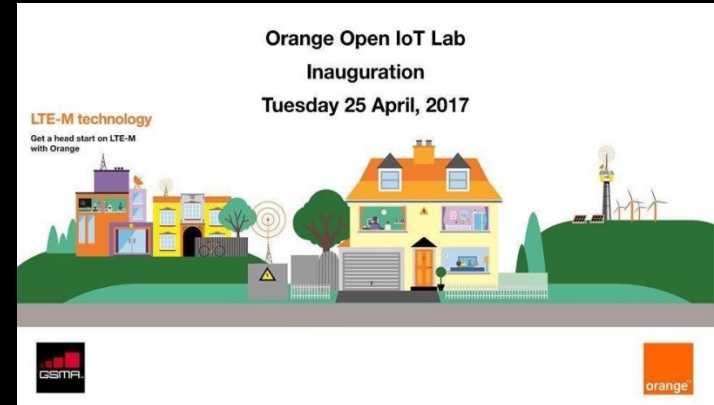 Orange Open IoT Lab
Inauguration
Tuesday 25 April, 2017
LTE-M technology
Get a head start on LTE-M
with Orange
GSMA
orange™